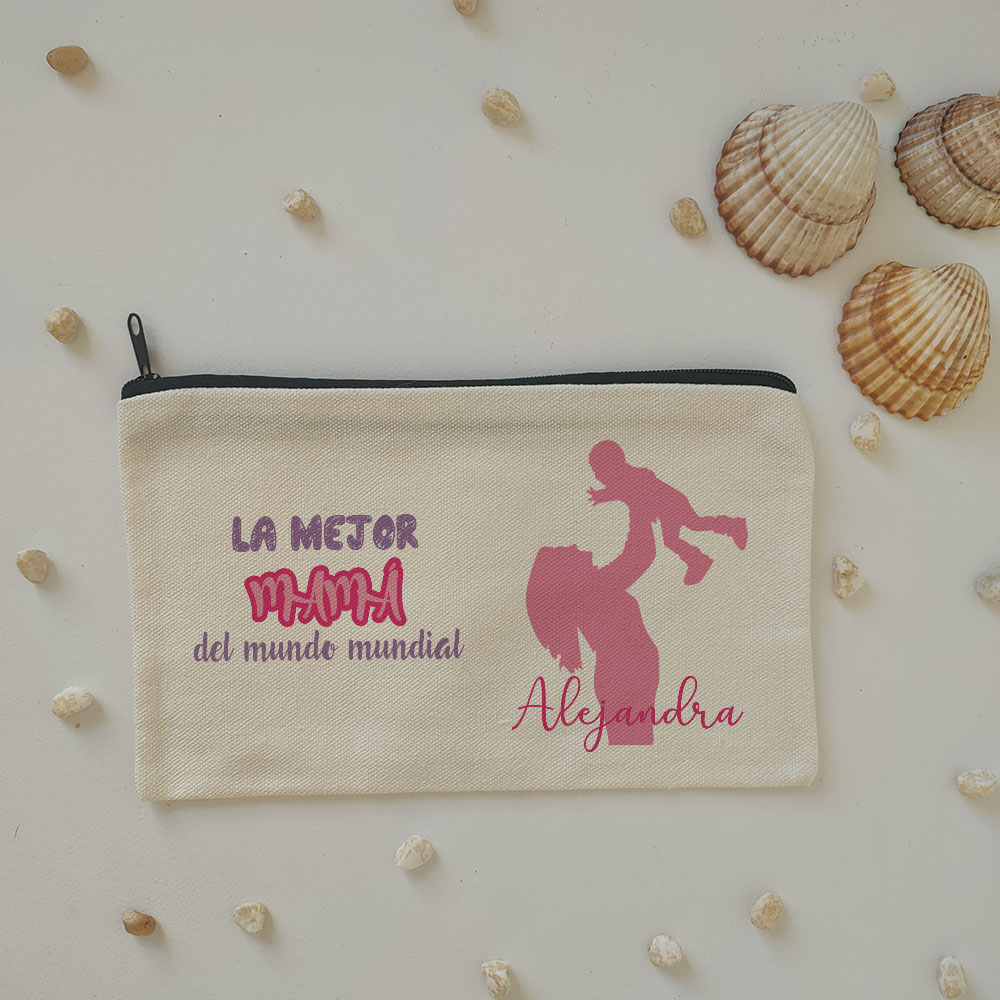 LA MEJOR
MAMÁ
del mundo mundial
Alejandra